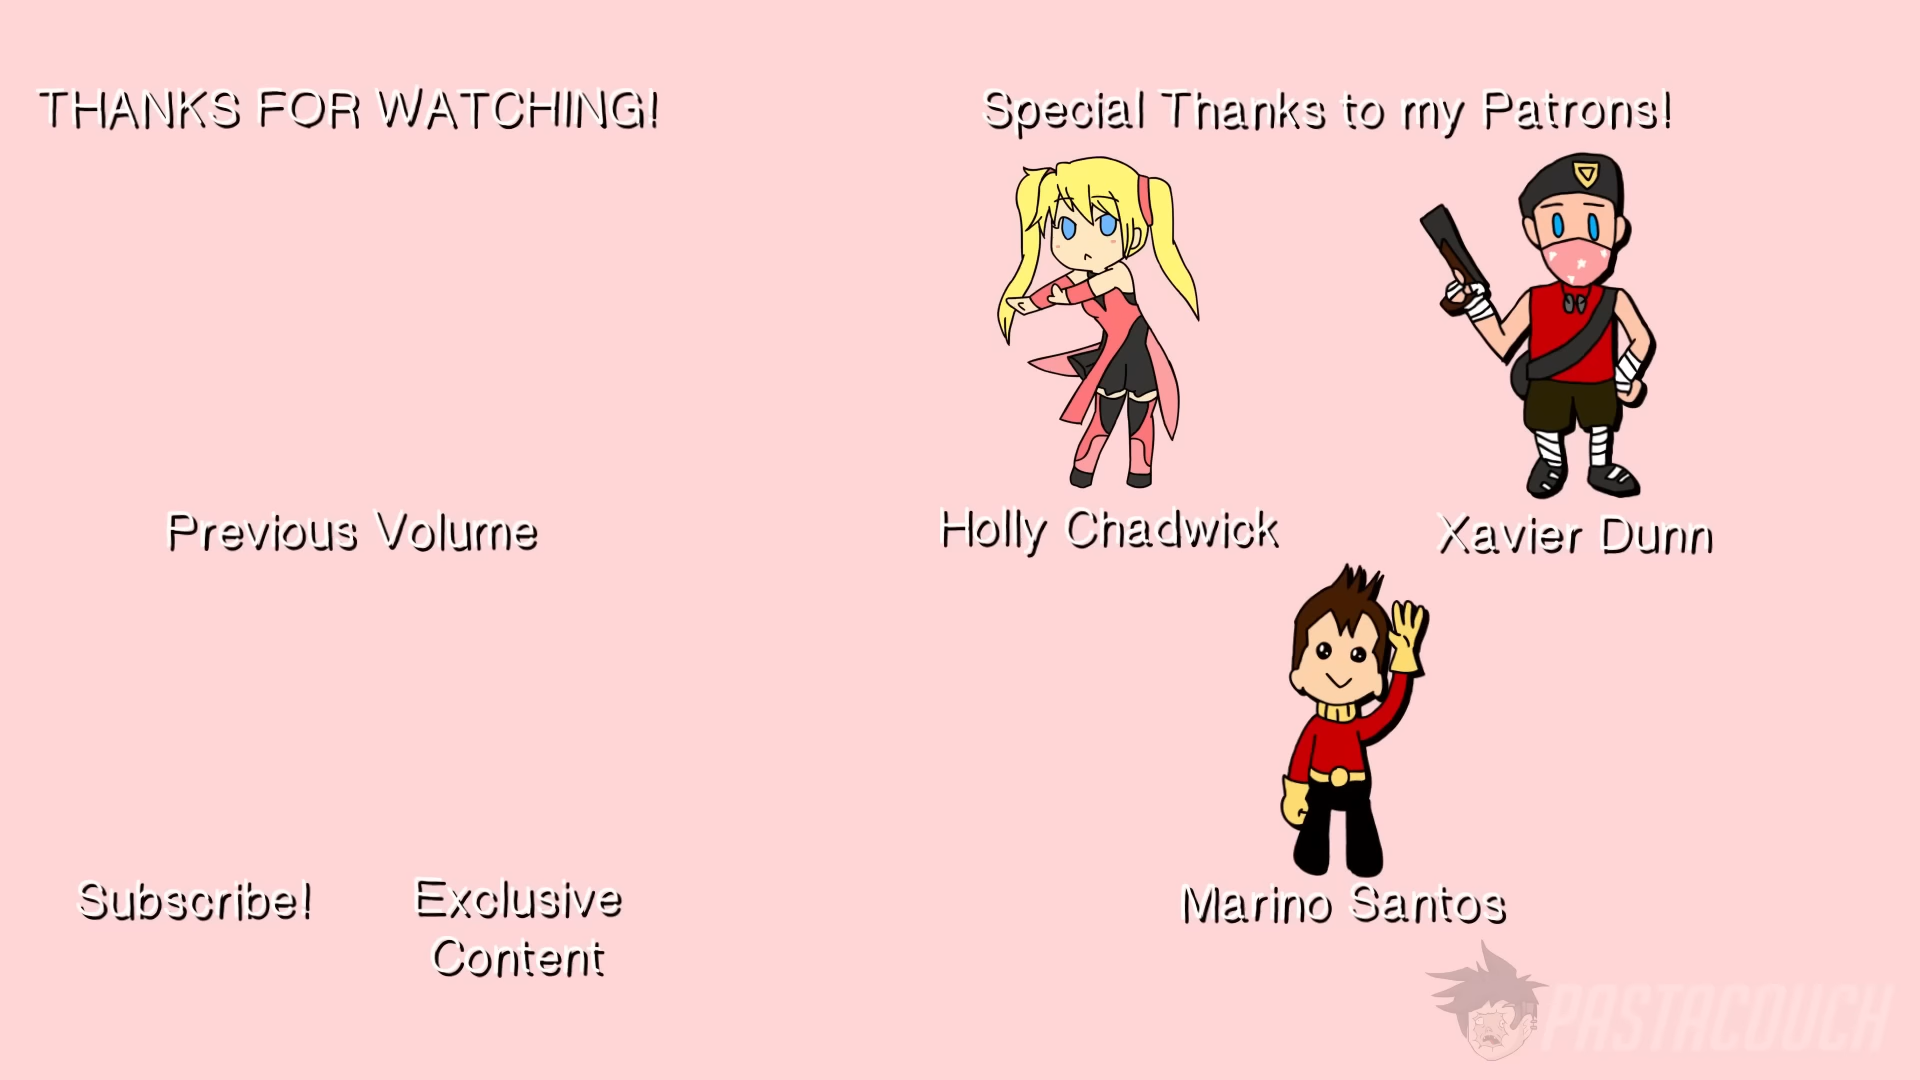 THANKS FOR WATCHING!
Special Thanks to my Patrons!
Previous Volume
Holly Chadwick
Xavier Dunn
Subscribe!
Exclusive
Content
Marino Santos
PASTACOUCH